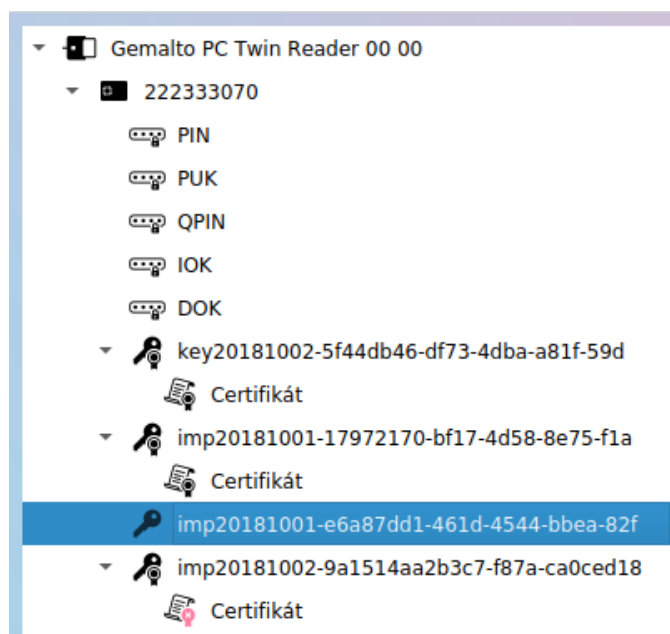 Gemalto PC Twin Reader 00 00
222333070
PIN
PUK
QPIN
IOK
DOK
key20181002-5f44db46-df73-4dba-a81f-59d
Certifikát
imp20181001-17972170-bf17-4d58-8e75-f1a
Certifikát
imp20181001-e6a87dd1-461d-4544-bbea-82f
imp20181002-9a1514aa2b3c7-f87a-ca0ced18
Certifikát